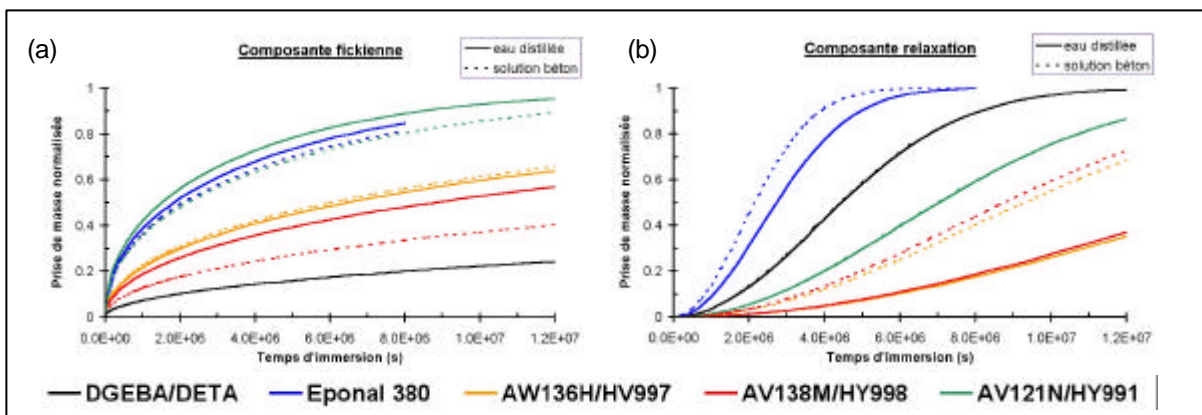 (a)
Composante fickienne
eau distillée
solution béton
Prise de masse normalisée
1
0.8
0.6
0.4
0.2
0
0.0E+00 2.0E+06 4.0E+06 6.0E+06 8.0E+06 1.0E+07 1.2E+07
Temps d'immersion (s)
(b)
Composante relaxation
eau distillée
solution béton
Prise de masse normalisée
1
0.8
0.6
0.4
0.2
0
0.0E+00 2.0E+06 4.0E+06 6.0E+06 8.0E+06 1.0E+07 1.2E+07
Temps d'immersion (s)
DGEBA/DETA Eponal 380 AW136H/HV997 AV138M/HY998 AV121N/HY991